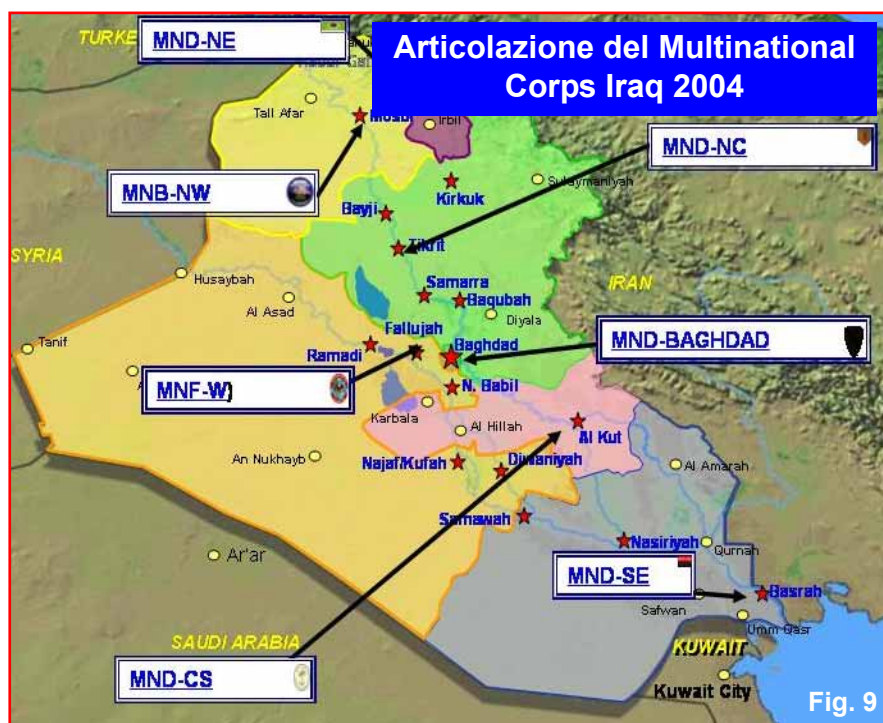 Articolazione del Multinational
Corps Iraq 2004
TURKE
MND-NE
Tall Afar
Mosul
Irbil
MND-NC
MNB-NW
Kirkuk
Sulaymaniyah
Bayji
Tikrit
SYRIA
Husaybah
Samarra
Baqubah
IRAN
Al Asad
Diyala
Fallujah
Baghdad
MND-BAGHDAD
Tanif
Ramadi
MNF-W)
N. Babil
Karbala
Al Hillah
Al Kut
An Nukhayb
Najaf/Kufah
Diwaniyah
Al Amarah
Samawah
Ar'ar
Nasiriyah
Qurnah
MND-SE
Basrah
Safwan
Umm Qasr
SAUDI ARABIA
KUWAIT
MND-CS
Kuwait City
Fig. 9